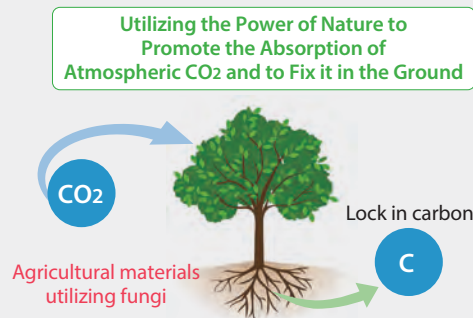 Utilizing the Power of Nature to
Promote the Absorption of
Atmospheric CO2 and to Fix it in the Ground
CO2
Lock in carbon
C
Agricultural materials
utilizing fungi